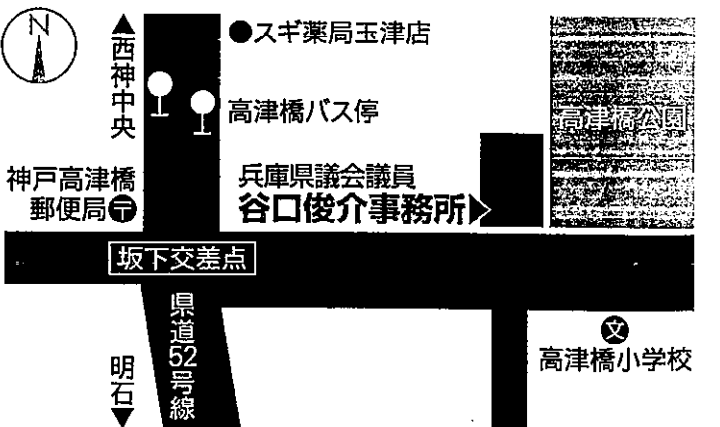 N
▲西神中央
●スギ薬局玉津店
高津橋バス停
高津橋公園
神戸高津橋
郵便局〒
兵庫県議会議員
谷口俊介事務所▶
坂下交差点
県道52号線
明石▼
文
高津橋小学校